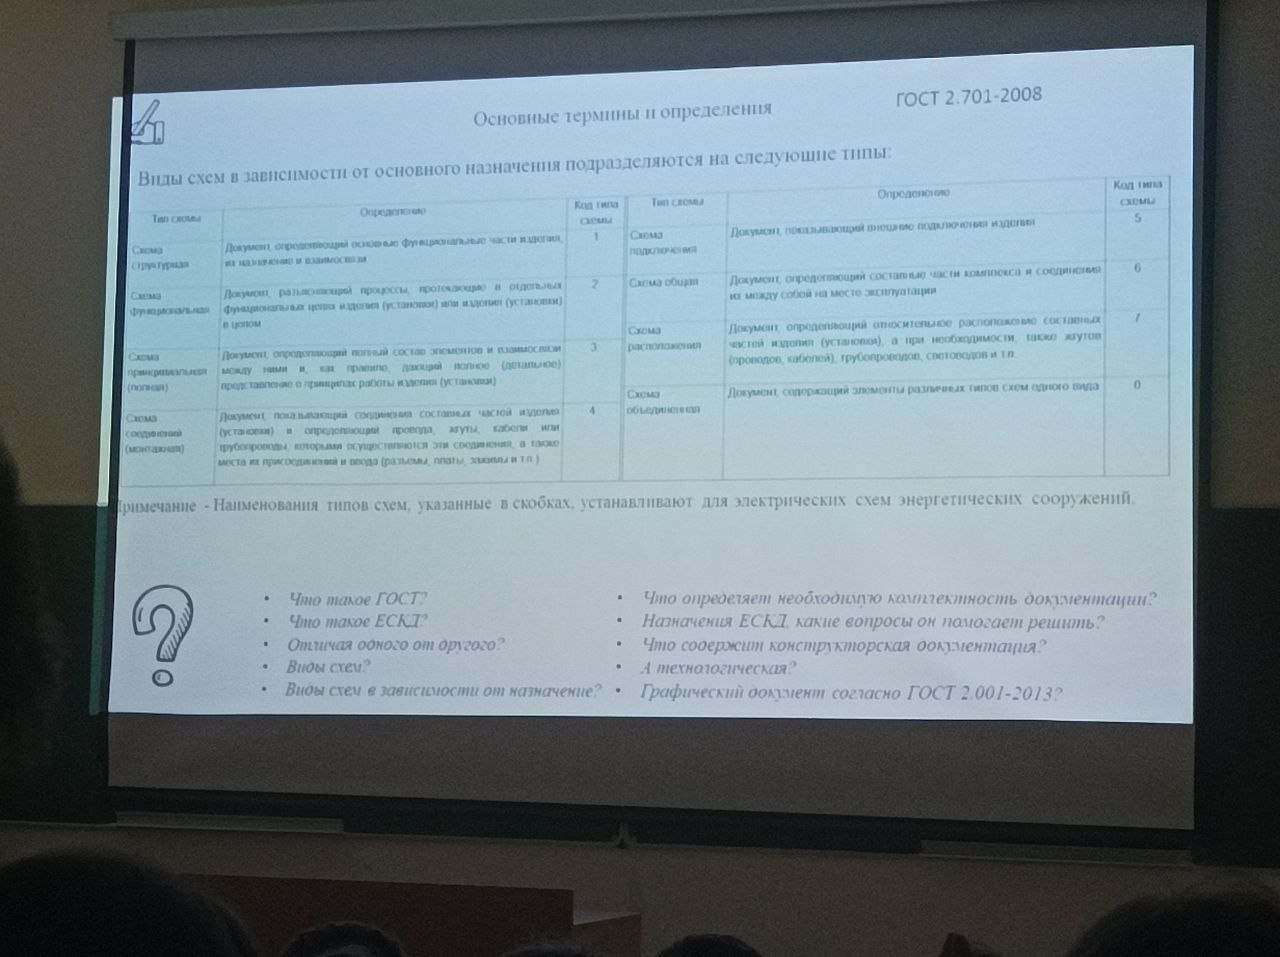 Основные термины и определения
ГОСТ 2.701-2008
Виды схем в зависимости от основного назначения подразделяются на следующие типы:
Тип схемы
Определение
Код типа
схемы
Схема
структурная
Документ, определяющий основные функциональные части изделия,
их назначение и взаимосвязи
1
Схема
функциональная
Документ, разъясняющий процессы, протекающие в отдельных
функциональных цепях изделия (установки) или изделия (установки)
в целом
2
Схема
принципиальная
(полная)
Документ, определяющий полный состав элементов и взаимосвязи
между ними и, как правило, дающий полное (детальное)
представление о принципах работы изделия (установки)
3
Схема
соединений
(монтажная)
Документ, показывающий соединения составных частей изделия
(установки) и определяющий провода, жгуты, кабели или
трубопроводы, которыми осуществляются эти соединения, а также
места их присоединений и ввода (разъемы, платы, зажимы и т.п.)
4
Тип схемы
Определение
Код типа
схемы
Схема
подключения
Документ, показывающий внешние подключения изделия
5
Схема общая
Документ, определяющий составные части комплекса и соединения
их между собой на месте эксплуатации
6
Схема
расположения
Документ, определяющий относительное расположение составных
частей изделия (установки), а при необходимости, также жгутов
(проводов, кабелей), трубопроводов, световодов и т.п.
7
Схема
объединенная
Документ, содержащий элементы различных типов схем одного вида
0
Примечание - Наименования типов схем, указанные в скобках, устанавливают для электрических схем энергетических сооружений.
• Что такое ГОСТ?
• Что такое ЕСКД?
• Отличая одного от другого?
• Виды схем?
• Виды схем в зависимости от назначение?
• Что определяет необходимую комплектность документации?
• Назначения ЕСКД, какие вопросы он помогает решить?
• Что содержит конструкторская документация?
• А технологическая?
• Графический документ согласно ГОСТ 2.001-2013?